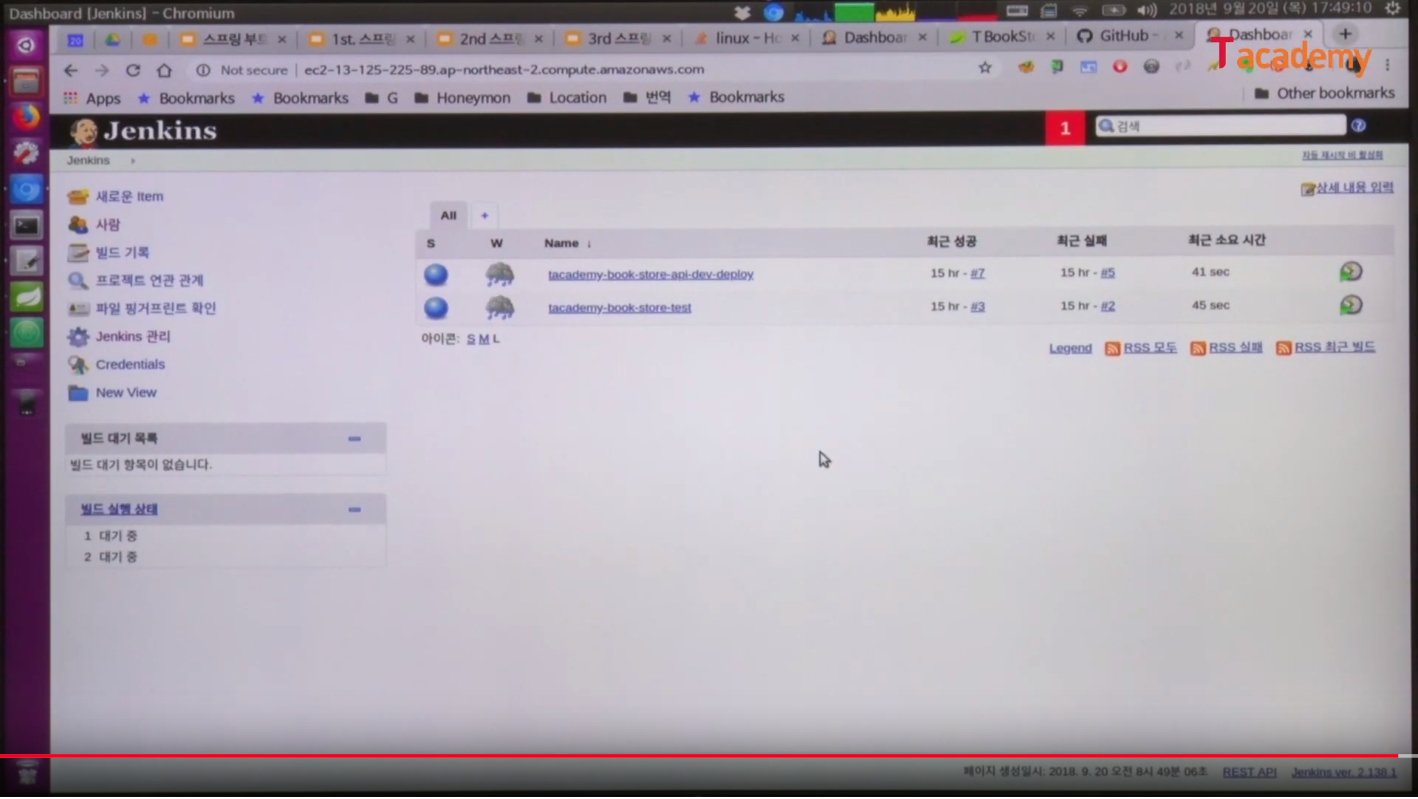 Dashboard [Jenkins] - Chromium
2018년 9월20일 (목) 17:49:10
20
스프링 부트
1st. 스프링
2nd 스프
3rd 스프링
linux - Ho
Dashboar
T BookSt
GitHub -
Dashboar
Tacademy
Not secure
ec2-13-125-225-89.ap-northeast-2.compute.amazonaws.com
Apps
Bookmarks
Bookmarks
G
Honeymon
Location
번역
Bookmarks
Other bookmarks
Jenkins
1
검색
Jenkins
자동 재시작 비 활성화
상세 내용 입력
새로운 Item
사람
빌드 기록
프로젝트 연관 관계
파일 핑거프린트 확인
Jenkins 관리
Credentials
New View
빌드 대기 목록
빌드 대기 항목이 없습니다.
빌드 실행 상태
1 대기 중
2 대기 중
All +
S W Name ↓ 최근 성공 최근 실패 최근 소요 시간
tacademy-book-store-api-dev-deploy 15 hr - #7 15 hr - #5 41 sec
tacademy-book-store-test 15 hr - #3 15 hr - #2 45 sec
아이콘: S M L
Legend RSS 모두 RSS 실패 RSS 최근 빌드
페이지 생성일시: 2018. 9. 20 오전 8시 49분 06초 REST API Jenkins ver. 2.138.1